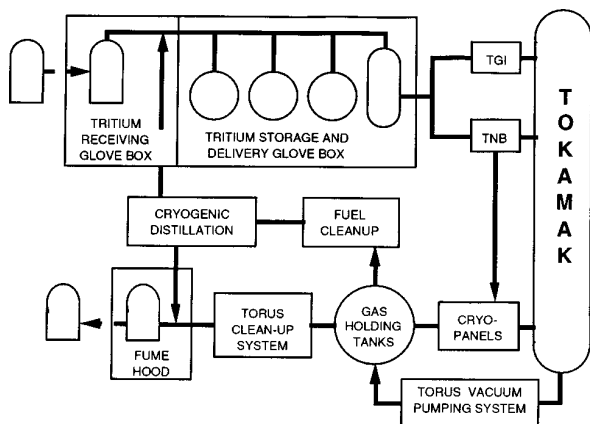 TGI
TRITIUM
RECEIVING
GLOVE BOX
TRITIUM STORAGE AND
DELIVERY GLOVE BOX
TNB
TOKAMAK
CRYOGENIC
DISTILLATION
FUEL
CLEANUP
FUME
HOOD
TORUS
CLEAN-UP
SYSTEM
GAS
HOLDING
TANKS
CRYO-
PANELS
TORUS VACUUM
PUMPING SYSTEM